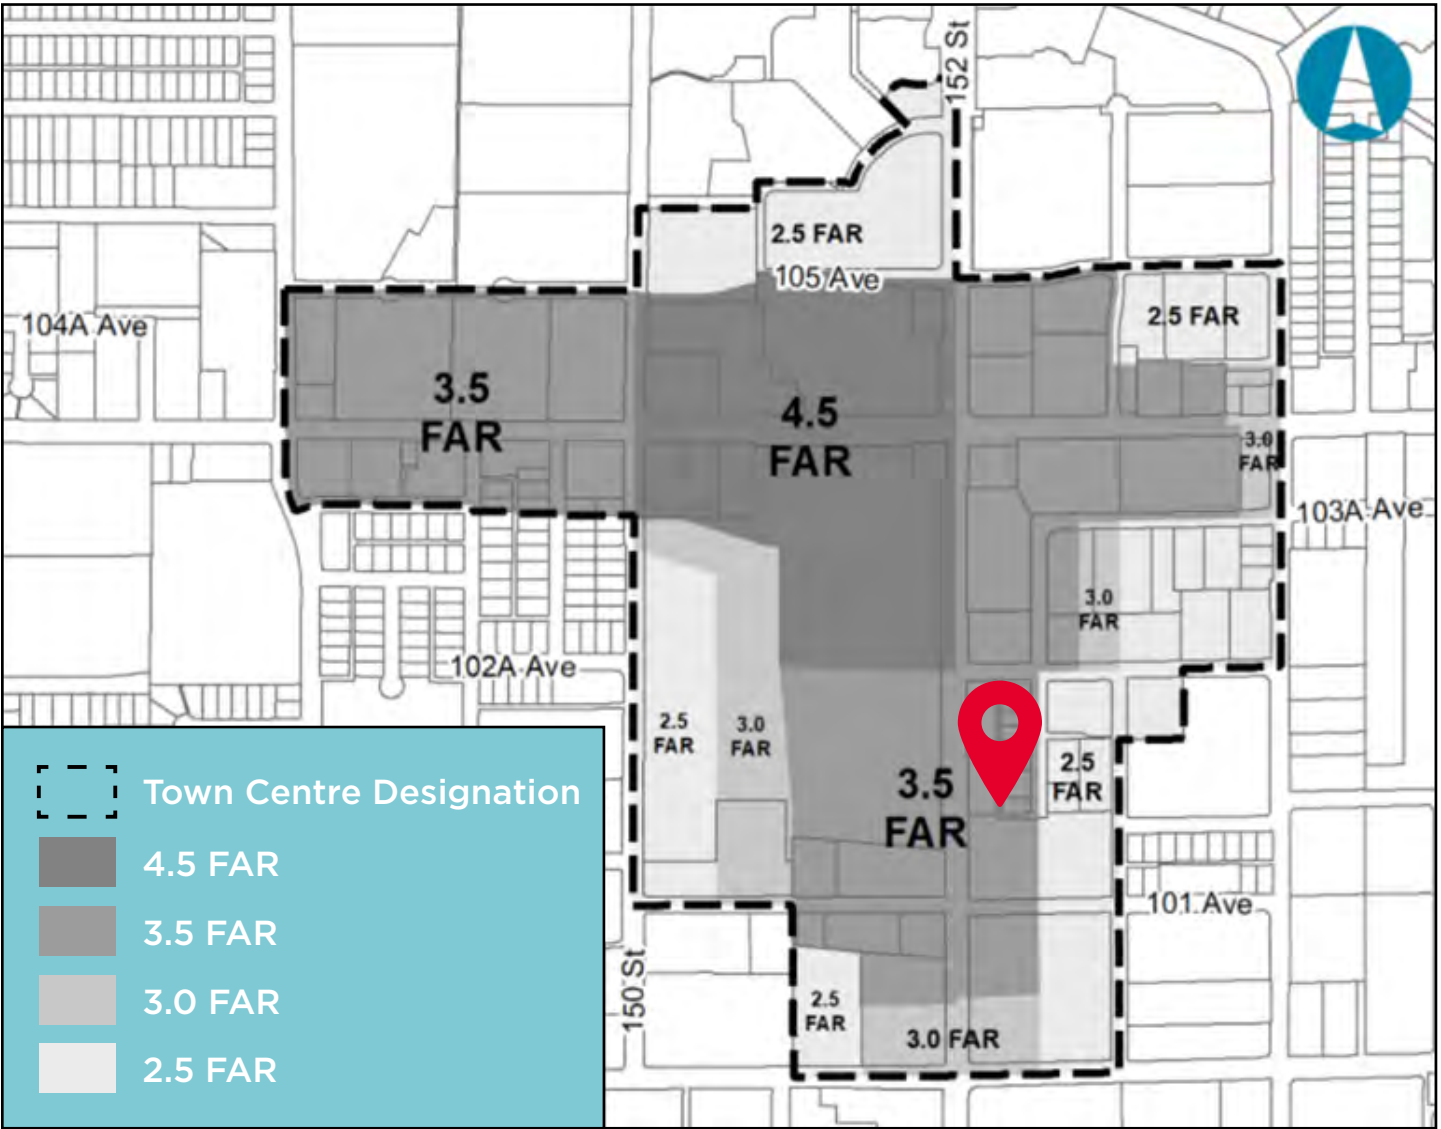 152 St
2.5 FAR
105 Ave
2.5 FAR
104A Ave
3.5
FAR
4.5
FAR
3.0
FAR
103A Ave
3.0
FAR
102A Ave
2.5
FAR
3.0
FAR
3.5
FAR
2.5
FAR
101 Ave
150 St
2.5
FAR
3.0 FAR
Town Centre Designation
4.5 FAR
3.5 FAR
3.0 FAR
2.5 FAR